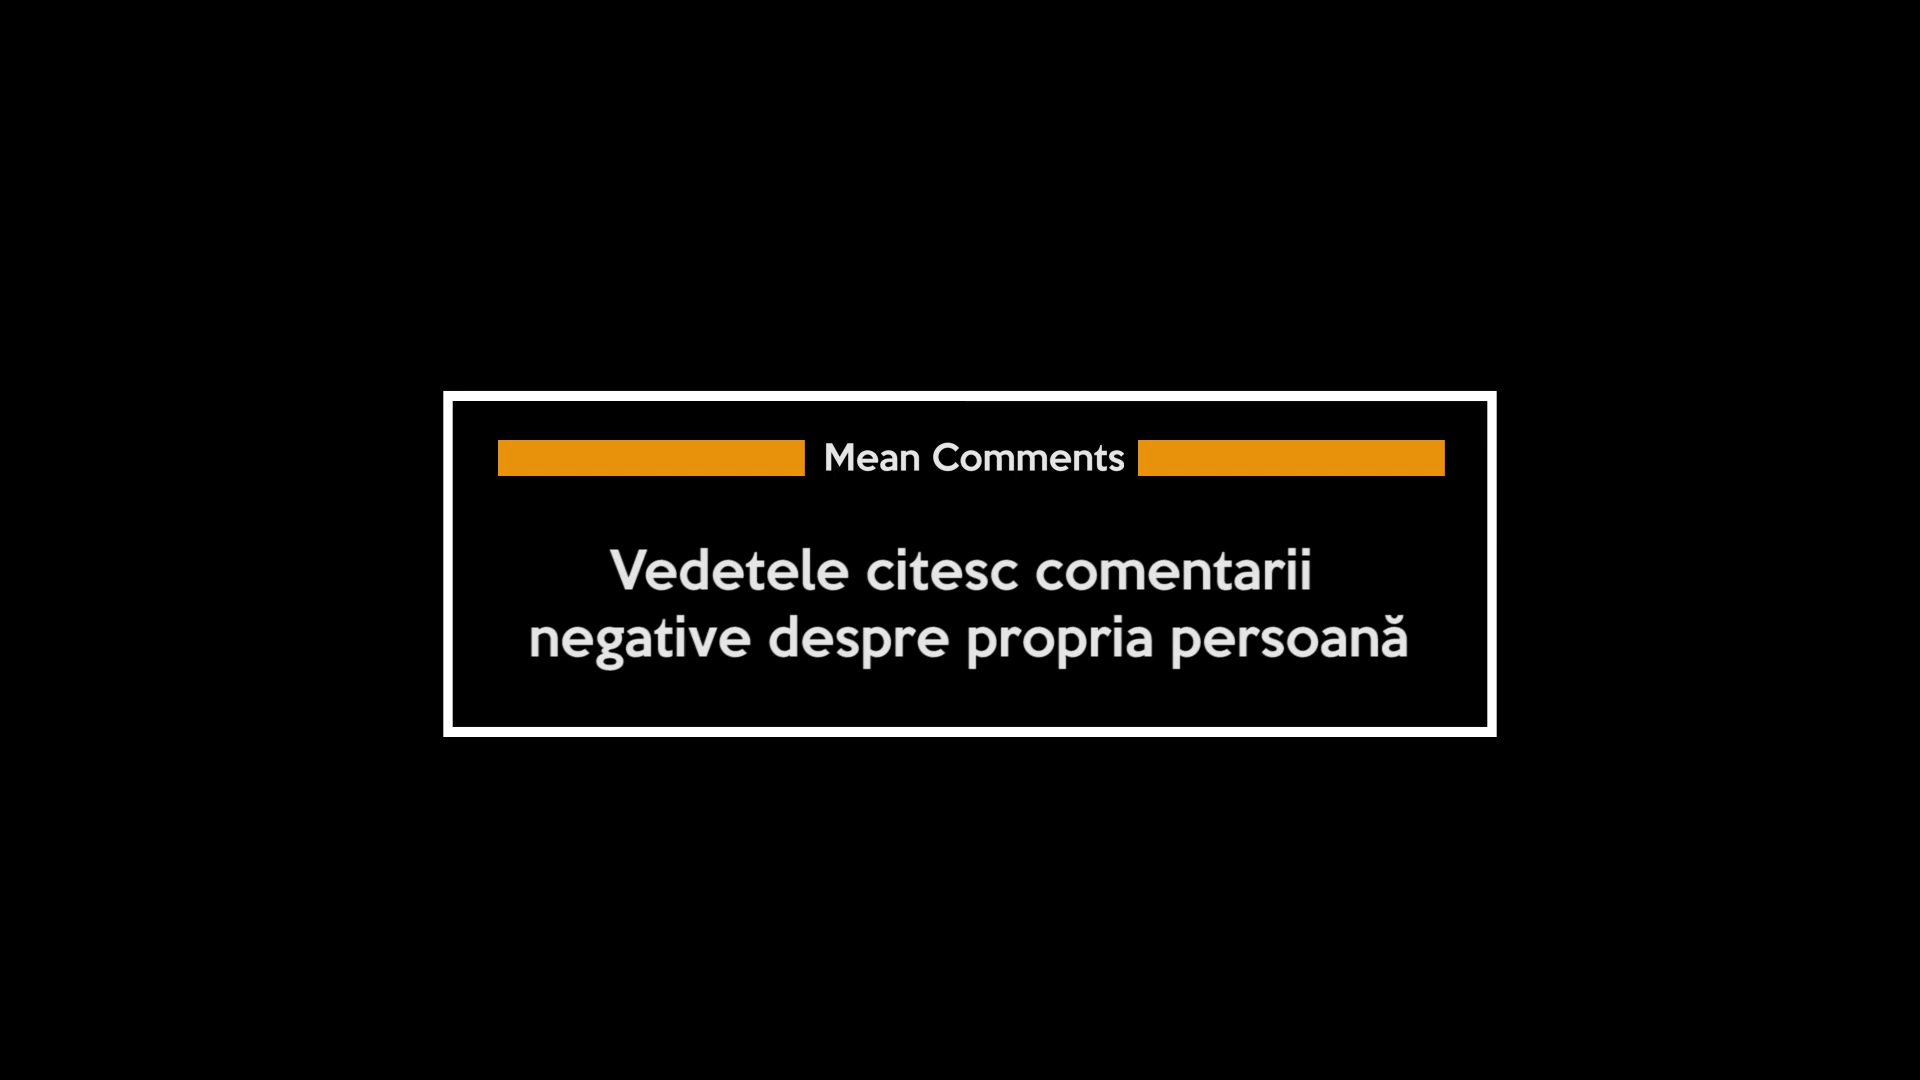 Mean Comments
Vedetele citesc comentarii
negative despre propria persoană